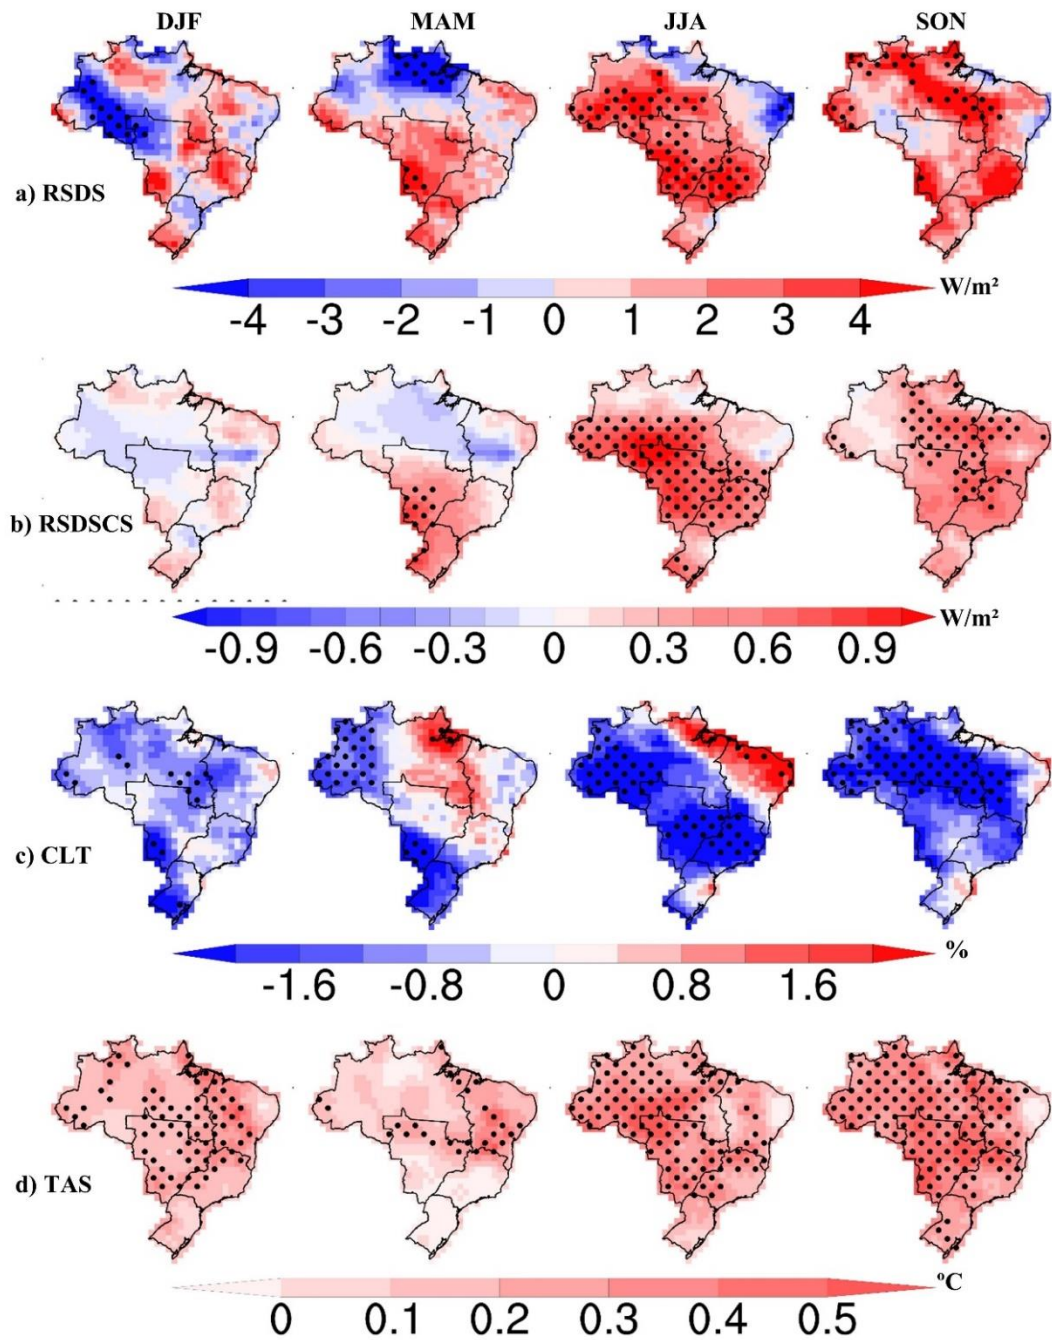 DJF MAM JJA SON
a) RSDS
W/m²
-4 -3 -2 -1 0 1 2 3 4
b) RSDSCS
W/m²
-0.9 -0.6 -0.3 0 0.3 0.6 0.9
c) CLT
%
-1.6 -0.8 0 0.8 1.6
d) TAS
ºC
0 0.1 0.2 0.3 0.4 0.5